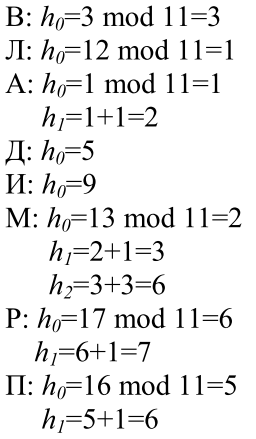 В: h₀=3 mod 11=3
Л: h₀=12 mod 11=1
А: h₀=1 mod 11=1
h₁=1+1=2
Д: h₀=5
И: h₀=9
М: h₀=13 mod 11=2
h₁=2+1=3
h₂=3+3=6
Р: h₀=17 mod 11=6
h₁=6+1=7
П: h₀=16 mod 11=5
h₁=5+1=6